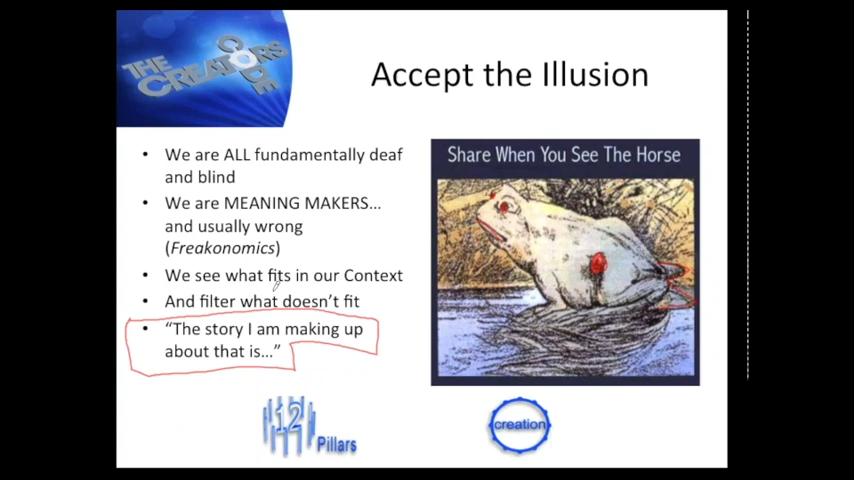 THE
CREATORS
CODE
Accept the Illusion
• We are ALL fundamentally deaf
and blind
• We are MEANING MAKERS…
and usually wrong
(Freakonomics)
• We see what fits in our Context
• And filter what doesn’t fit
• “The story I am making up
about that is…”
Share When You See The Horse
12
Pillars
creation